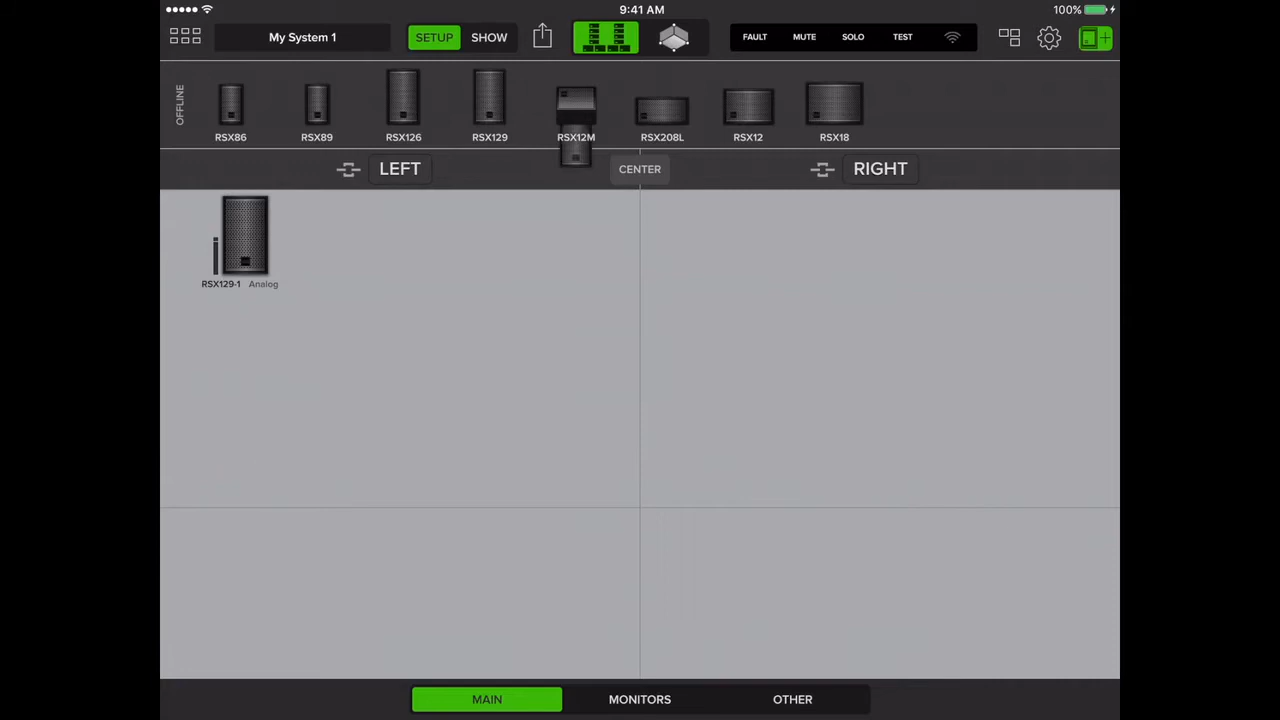 9:41 AM
100%
My System 1
SETUP
SHOW
FAULT
MUTE
SOLO
TEST
OFFLINE
RSX86
RSX89
RSX126
RSX129
RSX12M
RSX208L
RSX12
RSX18
LEFT
CENTER
RIGHT
RSX129-1 Analog
MAIN
MONITORS
OTHER